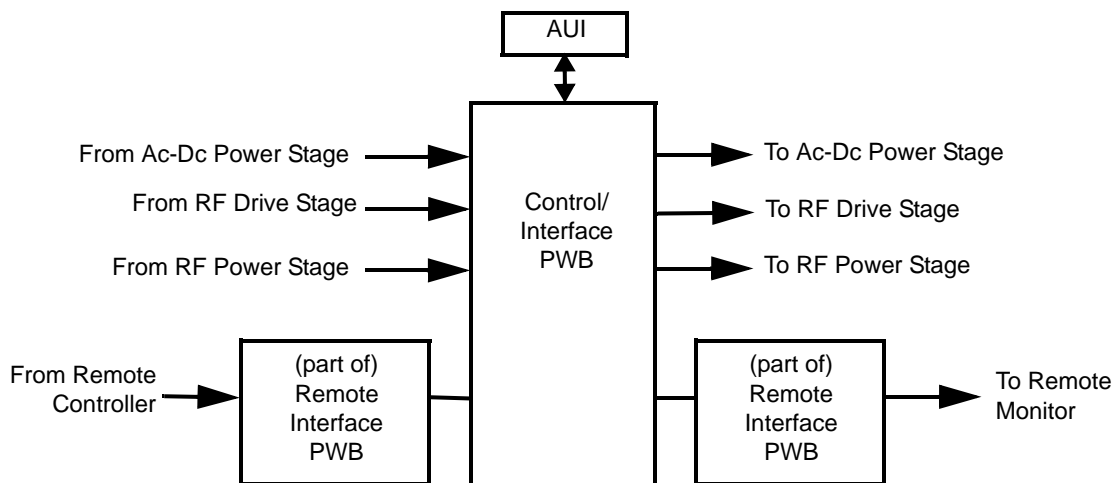 AUI
From Ac-Dc Power Stage
From RF Drive Stage
From RF Power Stage
Control/
Interface
PWB
To Ac-Dc Power Stage
To RF Drive Stage
To RF Power Stage
From Remote
Controller
(part of)
Remote
Interface
PWB
(part of)
Remote
Interface
PWB
To Remote
Monitor